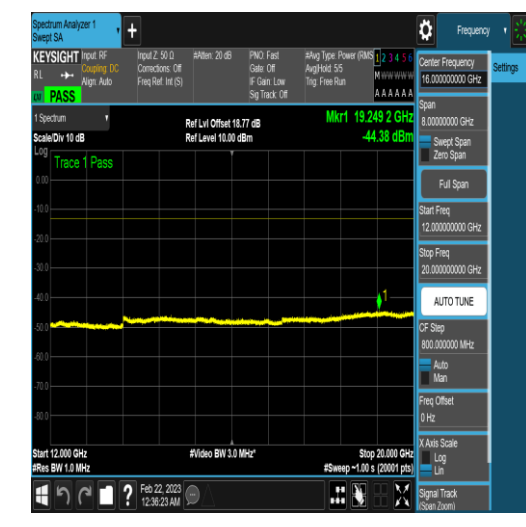 Spectrum Analyzer 1
Swept SA
Frequency
KEYSIGHT Input: RF
Coupling: DC
Align: Auto
RL
PASS
Input Z: 50 Ω
Corrections: Off
Freq Ref: Int (S)
#Atten: 20 dB
PNO: Fast
Gate: Off
IF Gain: Low
Sig Track: Off
#Avg Type: Power (RMS
Avg|Hold: 5/5
Trig: Free Run
1 2 3 4 5 6
M W W W W W
A A A A A A
Center Frequency
16.000000000 GHz
Settings
1 Spectrum
Scale/Div 10 dB
Ref Lvl Offset 18.77 dB
Ref Level 10.00 dBm
Mkr1 19.249 2 GHz
-44.38 dBm
Span
8.00000000 GHz
Swept Span
Zero Span
Full Span
Start Freq
12.000000000 GHz
Stop Freq
20.000000000 GHz
AUTO TUNE
CF Step
800.000000 MHz
Auto
Man
Freq Offset
0 Hz
X Axis Scale
Log
Lin
Signal Track
(Span Zoom)
Log
Trace 1 Pass
0.00
-10.0
-20.0
-30.0
-40.0
-50.0
-60.0
-70.0
-80.0
1
Start 12.000 GHz
#Res BW 1.0 MHz
#Video BW 3.0 MHz*
Stop 20.000 GHz
#Sweep ~1.00 s (20001 pts)
?
Feb 22, 2023
12:36:23 AM